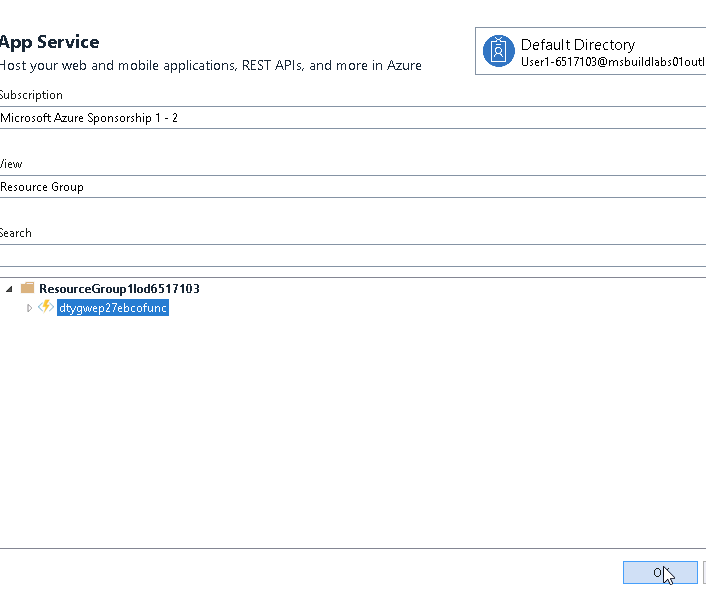 App Service
Host your web and mobile applications, REST APIs, and more in Azure
Default Directory
User1-6517103@msbuildlabs01outl
Subscription
Microsoft Azure Sponsorship 1 - 2
View
Resource Group
Search
ResourceGroup1lod6517103
dtygwep27ebcofunc